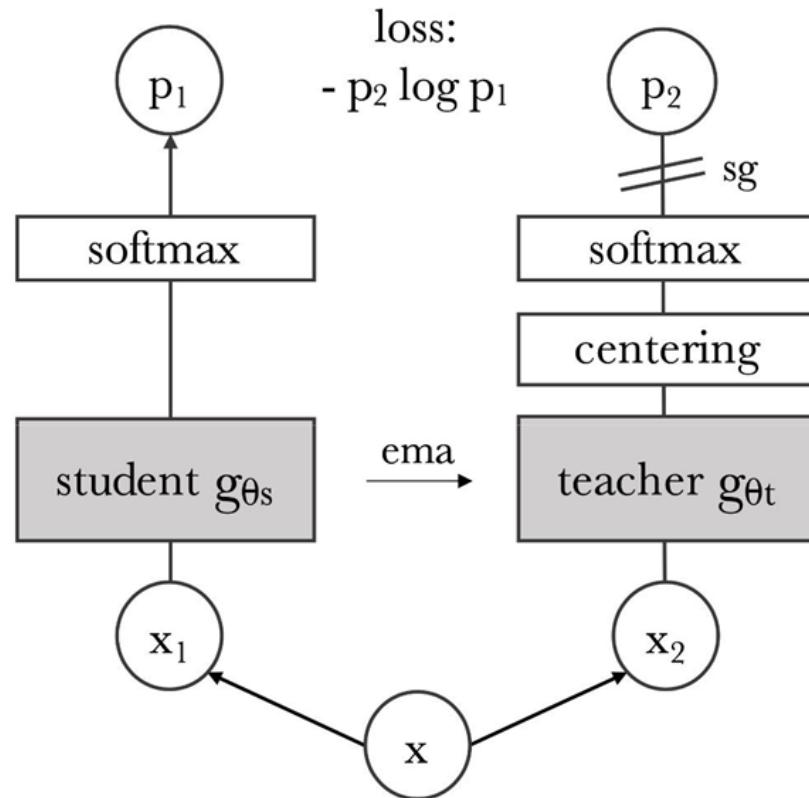 loss:
- p₂ log p₁
p₁
p₂
sg
softmax
softmax
centering
student gθs
ema
teacher gθt
x₁
x₂
x